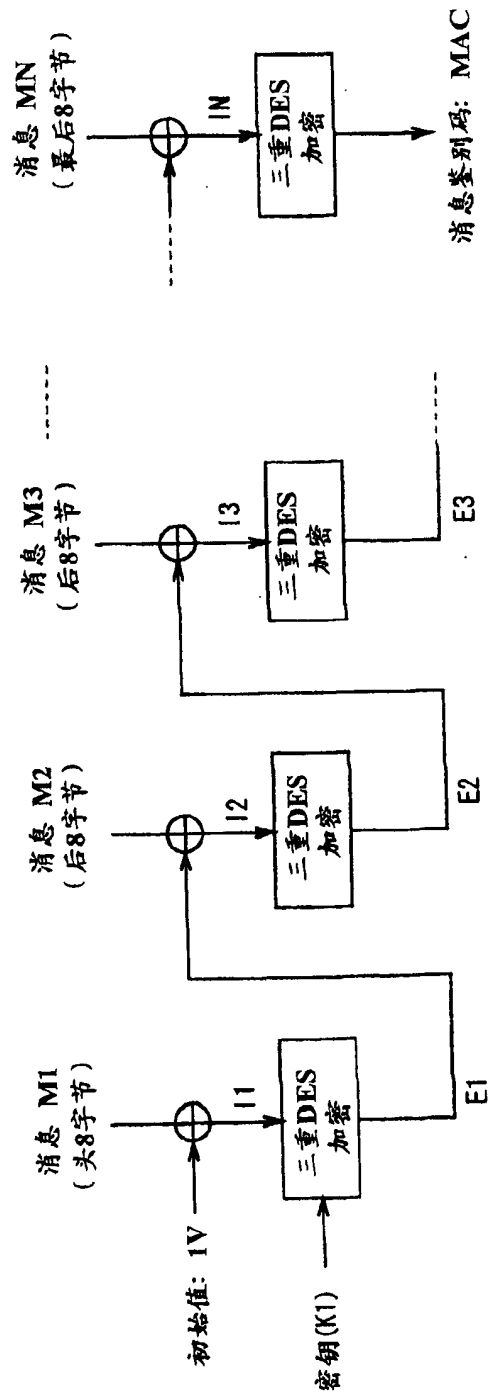 消息 M1
(头8字节)
消息 M2
(后8字节)
消息 M3
(后8字节)
消息 MN
(最后8字节)
初始值: 1V
I1
I2
I3
IN
密钥(K1)
三重DES
加密
三重DES
加密
三重DES
加密
三重DES
加密
E1
E2
E3
消息鉴别码: MAC